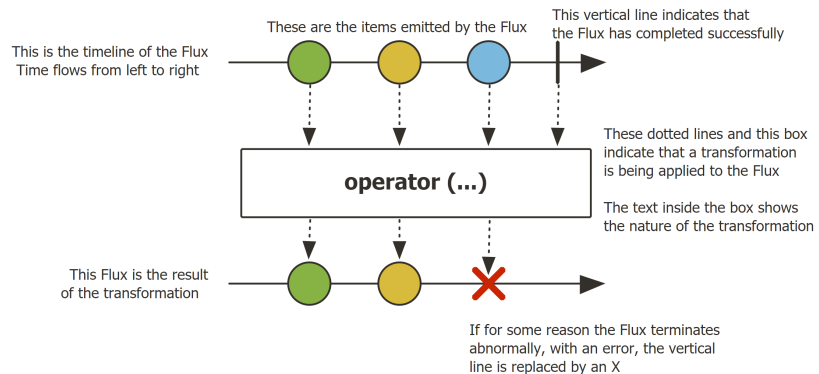 These are the items emitted by the Flux
This vertical line indicates that
the Flux has completed successfully
This is the timeline of the Flux
Time flows from left to right
These dotted lines and this box
indicate that a transformation
is being applied to the Flux
operator (...)
The text inside the box shows
the nature of the transformation
This Flux is the result
of the transformation
If for some reason the Flux terminates
abnormally, with an error, the vertical
line is replaced by an X